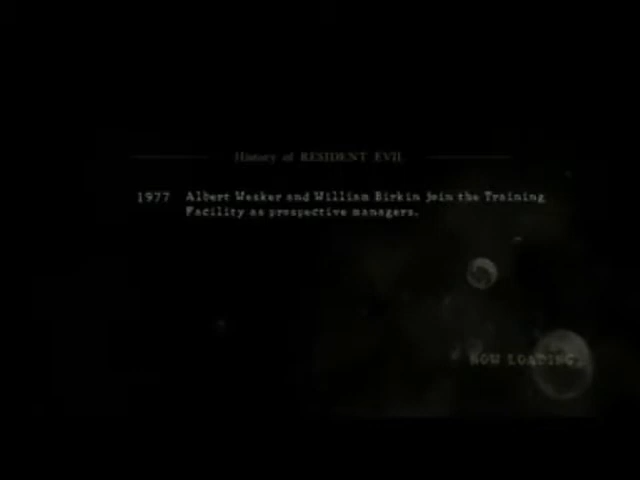 History of RESIDENT EVIL
1977 Albert Wesker and William Birkin join the Training
Facility as prospective managers.
NOW LOADING